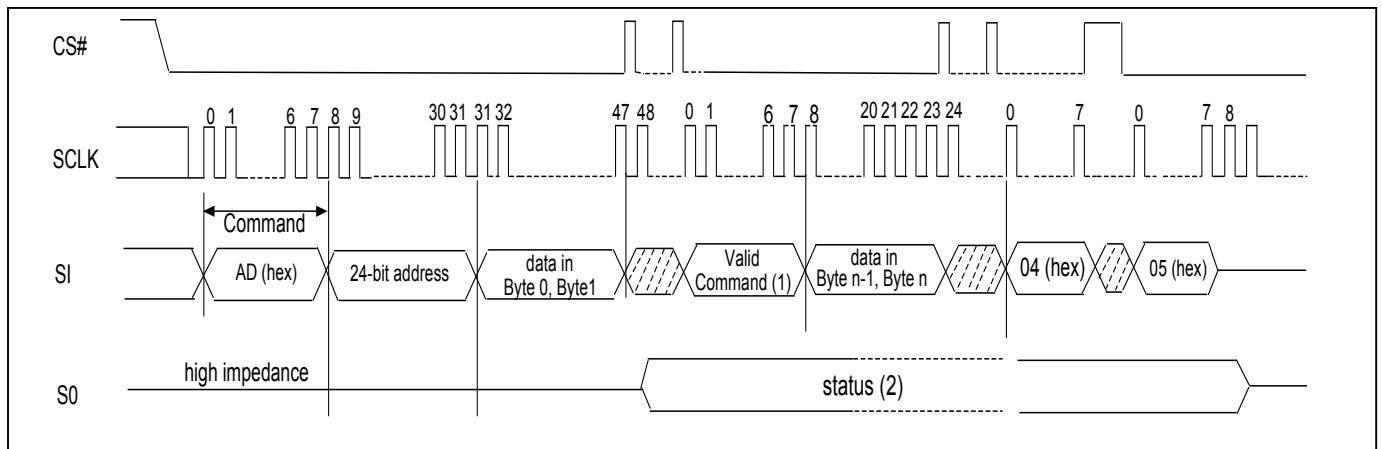 CS#
0 1 6 7 8 9 30 31 31 32 47 48 0 1 6 7 8 20 21 22 23 24 0 7 0 7 8
SCLK
Command
SI
AD (hex)
24-bit address
data in
Byte 0, Byte1
Valid
Command (1)
data in
Byte n-1, Byte n
04 (hex)
05 (hex)
high impedance
S0
status (2)